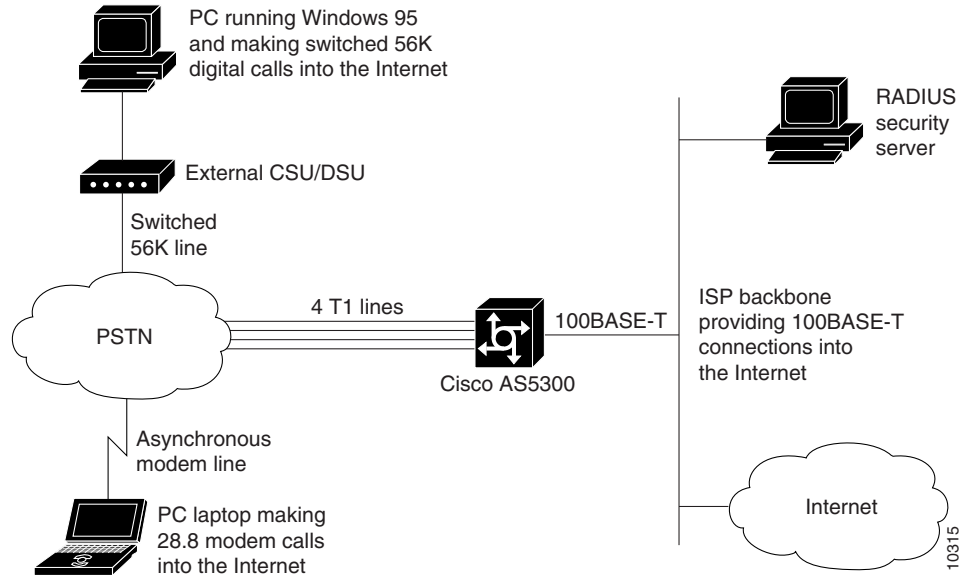 PC running Windows 95
and making switched 56K
digital calls into the Internet
RADIUS
security
server
External CSU/DSU
Switched
56K line
PSTN
4 T1 lines
Cisco AS5300
100BASE-T
ISP backbone
providing 100BASE-T
connections into
the Internet
Asynchronous
modem line
PC laptop making
28.8 modem calls
into the Internet
Internet
10315